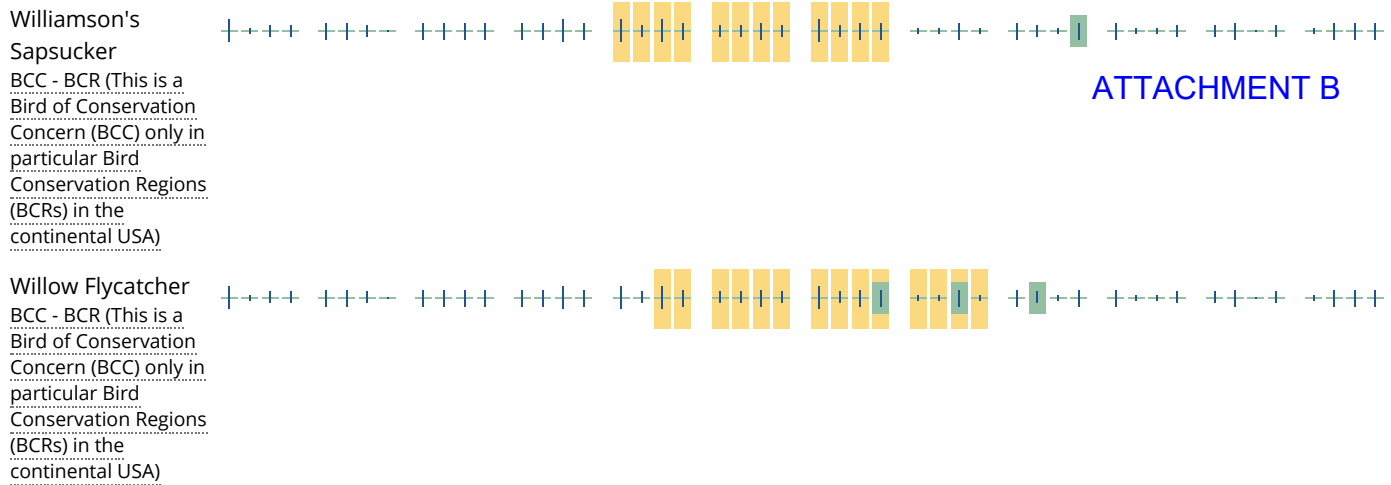 Williamson's
Sapsucker
BCC - BCR (This is a
Bird of Conservation
Concern (BCC) only in
particular Bird
Conservation Regions
(BCRs) in the
continental USA)
ATTACHMENT B
Willow Flycatcher
BCC - BCR (This is a
Bird of Conservation
Concern (BCC) only in
particular Bird
Conservation Regions
(BCRs) in the
continental USA)